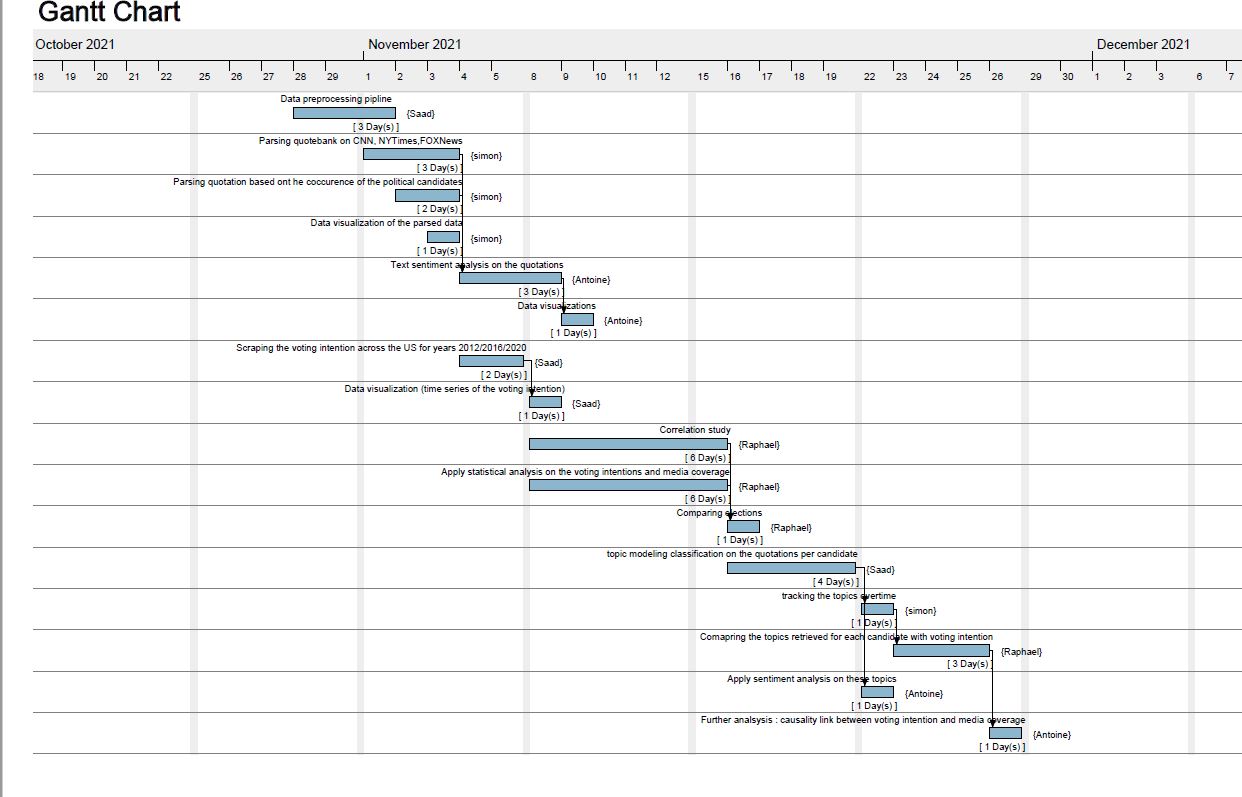 Gantt Chart
October 2021 November 2021 December 2021
18 19 20 21 22 25 26 27 28 29 1 2 3 4 5 8 9 10 11 12 15 16 17 18 19 22 23 24 25 26 29 30 1 2 3 6 7
Data preprocessing pipline
{Saad}
[ 3 Day(s) ]
Parsing quotebank on CNN, NYTimes,FOXNews
{simon}
[ 3 Day(s) ]
Parsing quotation based ont he coccurence of the political candidates
{simon}
[ 2 Day(s) ]
Data visualization of the parsed data
{simon}
[ 1 Day(s) ]
Text sentiment analysis on the quotations
{Antoine}
[ 3 Day(s) ]
Data visualizations
{Antoine}
[ 1 Day(s) ]
Scraping the voting intention across the US for years 2012/2016/2020
{Saad}
[ 2 Day(s) ]
Data visualization (time series of the voting intention)
{Saad}
[ 1 Day(s) ]
Correlation study
{Raphael}
[ 6 Day(s) ]
Apply statistical analysis on the voting intentions and media coverage
{Raphael}
[ 6 Day(s) ]
Comparing elections
{Raphael}
[ 1 Day(s) ]
topic modeling classification on the quotations per candidate
{Saad}
[ 4 Day(s) ]
tracking the topics overtime
{simon}
[ 1 Day(s) ]
Comapring the topics retrieved for each candidate with voting intention
{Raphael}
[ 3 Day(s) ]
Apply sentiment analysis on these topics
{Antoine}
[ 1 Day(s) ]
Further analsysis : causality link between voting intention and media coverage
{Antoine}
[ 1 Day(s) ]